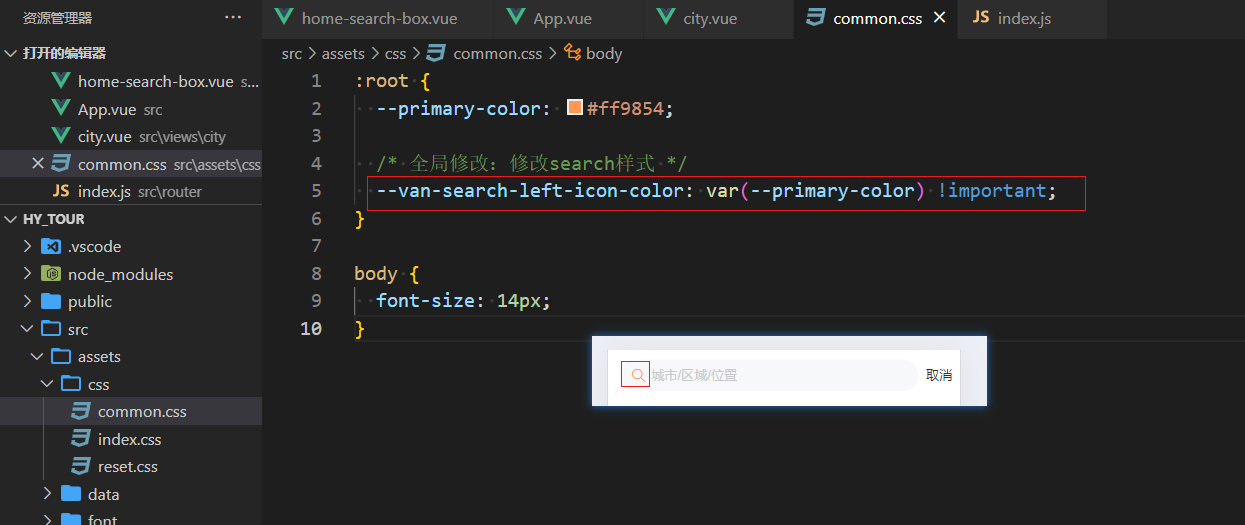 资源管理器 ···
打开的编辑器
home-search-box.vue s...
App.vue src
city.vue src\views\city
common.css src\assets\css
JS index.js src\router
HY_TOUR
.vscode
node_modules
public
src
assets
css
common.css
index.css
reset.css
data
font
home-search-box.vue App.vue city.vue common.css JS index.js
src > assets > css > common.css > body
1 :root {
2 --primary-color: #ff9854;
3
4 /* 全局修改：修改search样式 */
5 --van-search-left-icon-color: var(--primary-color) !important;
6 }
7
8 body {
9 font-size: 14px;
10 }
城市/区域/位置 取消